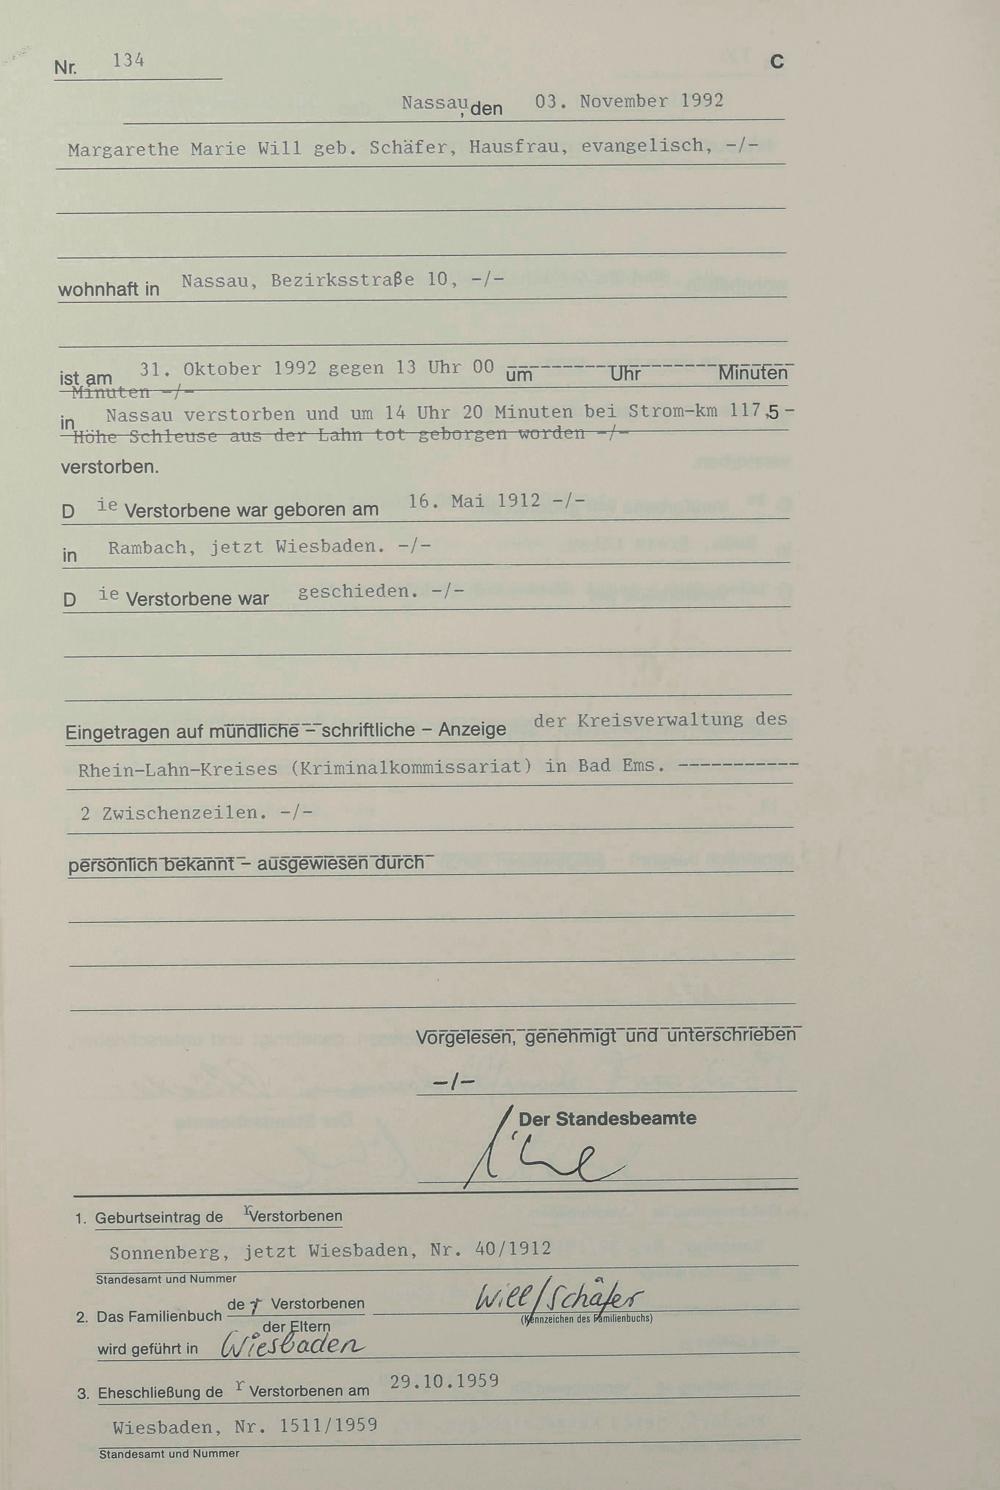 Nr. 134 C
Nassau, den 03. November 1992
Margarethe Marie Will geb. Schäfer, Hausfrau, evangelisch, -/-
wohnhaft in Nassau, Bezirksstraße 10, -/-
ist am 31. Oktober 1992 gegen 13 Uhr 00 um Uhr Minuten
Minuten -/-
in Nassau verstorben und um 14 Uhr 20 Minuten bei Strom-km 117,5 -
Höhe Schleuse aus der Lahn tot geborgen worden -/-
verstorben.
D ie Verstorbene war geboren am 16. Mai 1912 -/-
in Rambach, jetzt Wiesbaden. -/-
D ie Verstorbene war geschieden. -/-
Eingetragen auf mündliche – schriftliche – Anzeige der Kreisverwaltung des
Rhein-Lahn-Kreises (Kriminalkommissariat) in Bad Ems. -----------
2 Zwischenzeilen. -/-
persönlich bekannt – ausgewiesen durch
Vorgelesen, genehmigt und unterschrieben
-/-
Der Standesbeamte
1. Geburtseintrag de r Verstorbenen
Sonnenberg, jetzt Wiesbaden, Nr. 40/1912
Standesamt und Nummer
2. Das Familienbuch de r Verstorbenen Will/Schäfer
der Eltern (Kennzeichen des Familienbuchs)
wird geführt in Wiesbaden
3. Eheschließung de r Verstorbenen am 29.10.1959
Wiesbaden, Nr. 1511/1959
Standesamt und Nummer